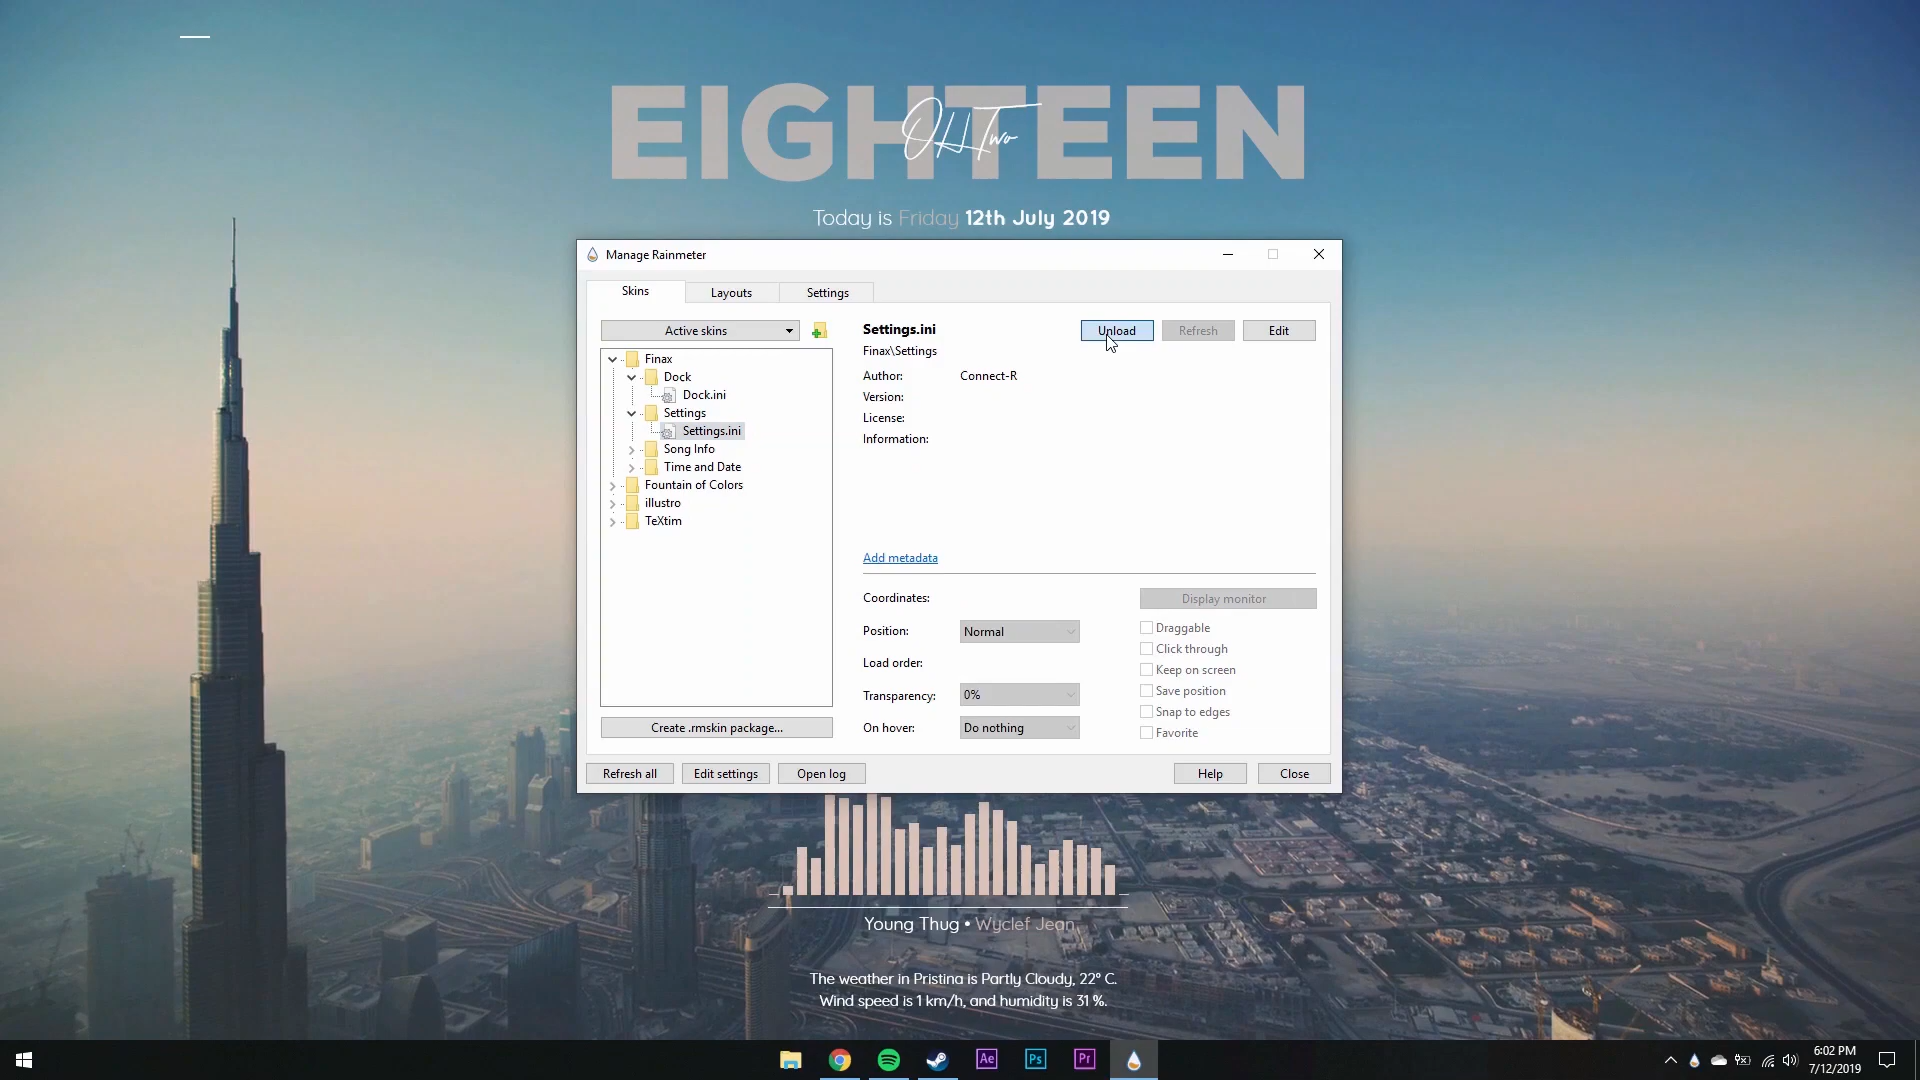 EIGHTEEN
OH Two
Today is Friday 12th July 2019
Manage Rainmeter
Skins
Layouts
Settings
Active skins
Finax
Dock
Dock.ini
Settings
Settings.ini
Song Info
Time and Date
Fountain of Colors
illustro
TeXtim
Create .rmskin package...
Settings.ini
Unload
Refresh
Edit
Finax\Settings
Author: Connect-R
Version:
License:
Information:
Add metadata
Coordinates:
Display monitor
Position: Normal
Draggable
Click through
Load order:
Keep on screen
Transparency: 0%
Save position
Snap to edges
On hover: Do nothing
Favorite
Refresh all
Edit settings
Open log
Help
Close
Young Thug • Wyclef Jean
The weather in Pristina is Partly Cloudy, 22° C.
Wind speed is 1 km/h, and humidity is 31 %.
Ae
Ps
Pr
6:02 PM
7/12/2019